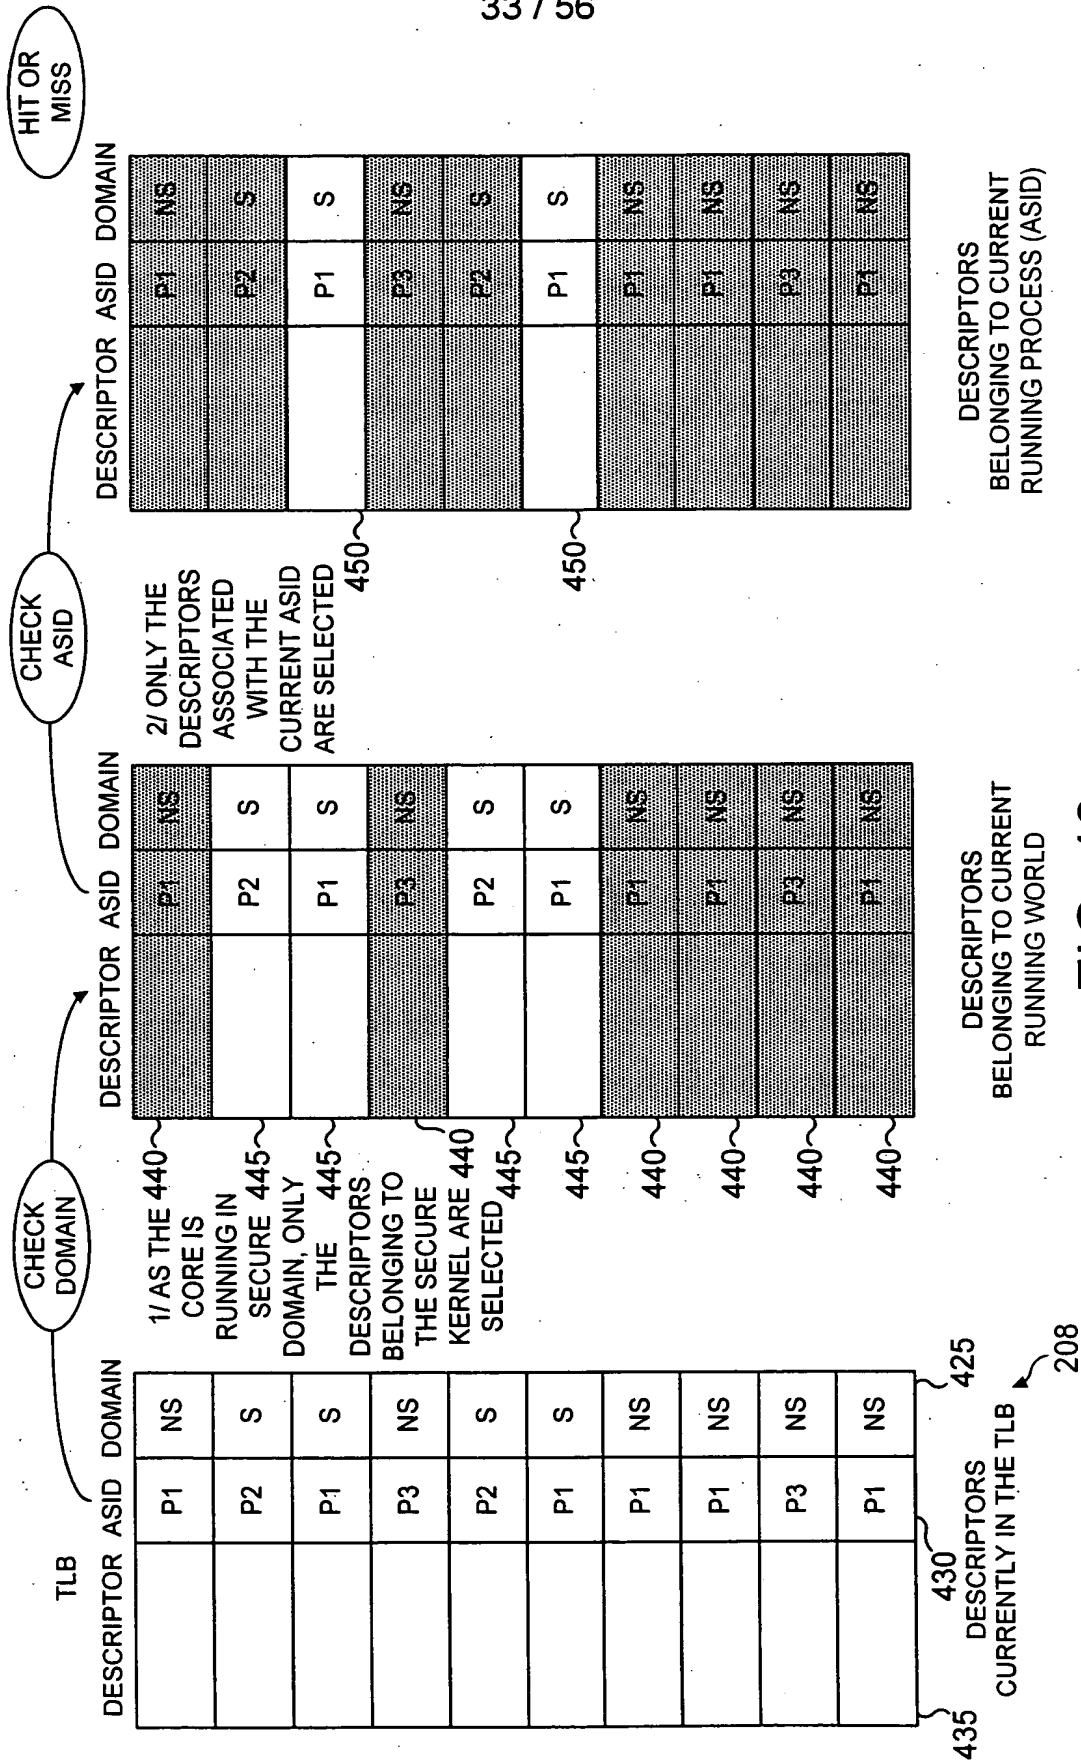 33 / 56
TLB
DESCRIPTOR ASID DOMAIN
P1 NS
P2 S
P1 S
P3 NS
P2 S
P1 S
P1 NS
P1 NS
P3 NS
P1 NS
435
430
425
DESCRIPTORS
CURRENTLY IN THE TLB
208
CHECK
DOMAIN
1/ AS THE
CORE IS
RUNNING IN
SECURE
DOMAIN, ONLY
THE
DESCRIPTORS
BELONGING TO
THE SECURE
KERNEL ARE
SELECTED
440
445
445
440
445
445
440
440
440
440
DESCRIPTOR ASID DOMAIN
P1 NS
P2 S
P1 S
P3 NS
P2 S
P1 S
P1 NS
P1 NS
P3 NS
P1 NS
DESCRIPTORS
BELONGING TO CURRENT
RUNNING WORLD
CHECK
ASID
2/ ONLY THE
DESCRIPTORS
ASSOCIATED
WITH THE
CURRENT ASID
ARE SELECTED
450
450
DESCRIPTOR ASID DOMAIN
P1 NS
P2 S
P1 S
P3 NS
P2 S
P1 S
P1 NS
P1 NS
P3 NS
P1 NS
DESCRIPTORS
BELONGING TO CURRENT
RUNNING PROCESS (ASID)
HIT OR
MISS